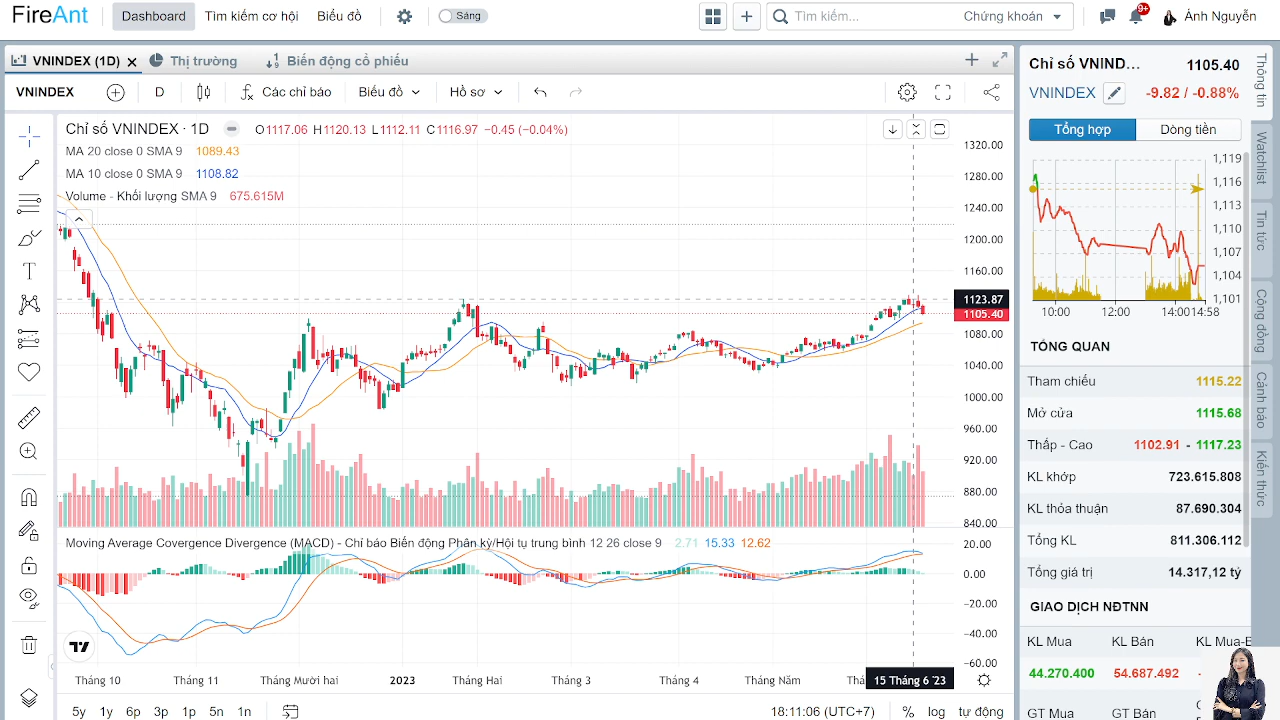 FireAnt Dashboard Tìm kiếm cơ hội Biểu đồ Sáng Tìm kiếm... Chứng khoán 9+ Ánh Nguyễn
VNINDEX (1D) Thị trường Biến động cổ phiếu
VNINDEX D Các chỉ báo Biểu đồ Hồ sơ
Chỉ số VNINDEX · 1D O1117.06 H1120.13 L1112.11 C1116.97 −0.45 (−0.04%)
MA 20 close 0 SMA 9 1089.43
MA 10 close 0 SMA 9 1108.82
Volume - Khối lượng SMA 9 675.615M
1320.00
1280.00
1240.00
1200.00
1160.00
1123.87
1105.40
1080.00
1040.00
1000.00
960.00
920.00
880.00
840.00
Moving Average Covergence Divergence (MACD) - Chỉ báo Biến động Phân kỳ/Hội tụ trung bình 12 26 close 9 2.71 15.33 12.62
20.00
0.00
−20.00
−40.00
−60.00
Tháng 10 Tháng 11 Tháng Mười hai 2023 Tháng Hai Tháng 3 Tháng 4 Tháng Năm 15 Tháng 6 '23
5y 1y 6p 3p 1p 5n 1n 18:11:06 (UTC+7) % log tự động
Chỉ số VNIND... 1105.40
VNINDEX -9.82 / -0.88%
Tổng hợp Dòng tiền
1,119
1,116
1,113
1,110
1,107
1,104
1,101
10:00 12:00 14:00 14:58
TỔNG QUAN
Tham chiếu 1115.22
Mở cửa 1115.68
Thấp - Cao 1102.91 - 1117.23
KL khớp 723.615.808
KL thỏa thuận 87.690.304
Tổng KL 811.306.112
Tổng giá trị 14.317,12 tỷ
GIAO DỊCH NĐTNN
KL Mua KL Bán KL Mua-B
44.270.400 54.687.492 -
GT Mua GT Bán
Thông tin
Watchlist
Tin tức
Cộng đồng
Cảnh báo
Kiến thức